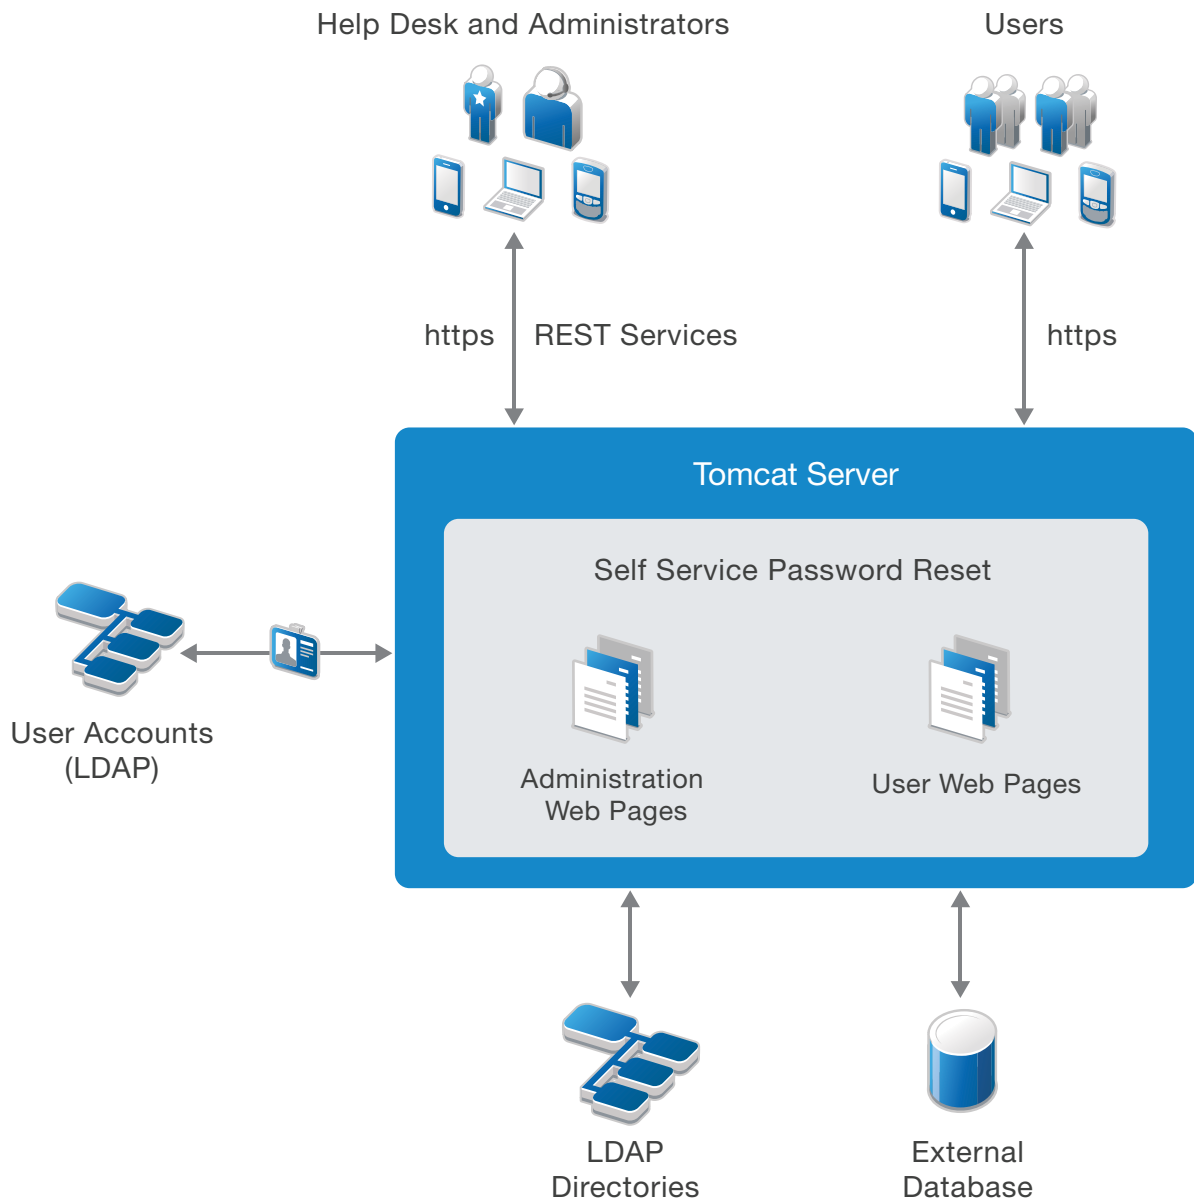 Help Desk and Administrators
Users
https
REST Services
https
Tomcat Server
Self Service Password Reset
User Accounts
(LDAP)
Administration
Web Pages
User Web Pages
LDAP
Directories
External
Database